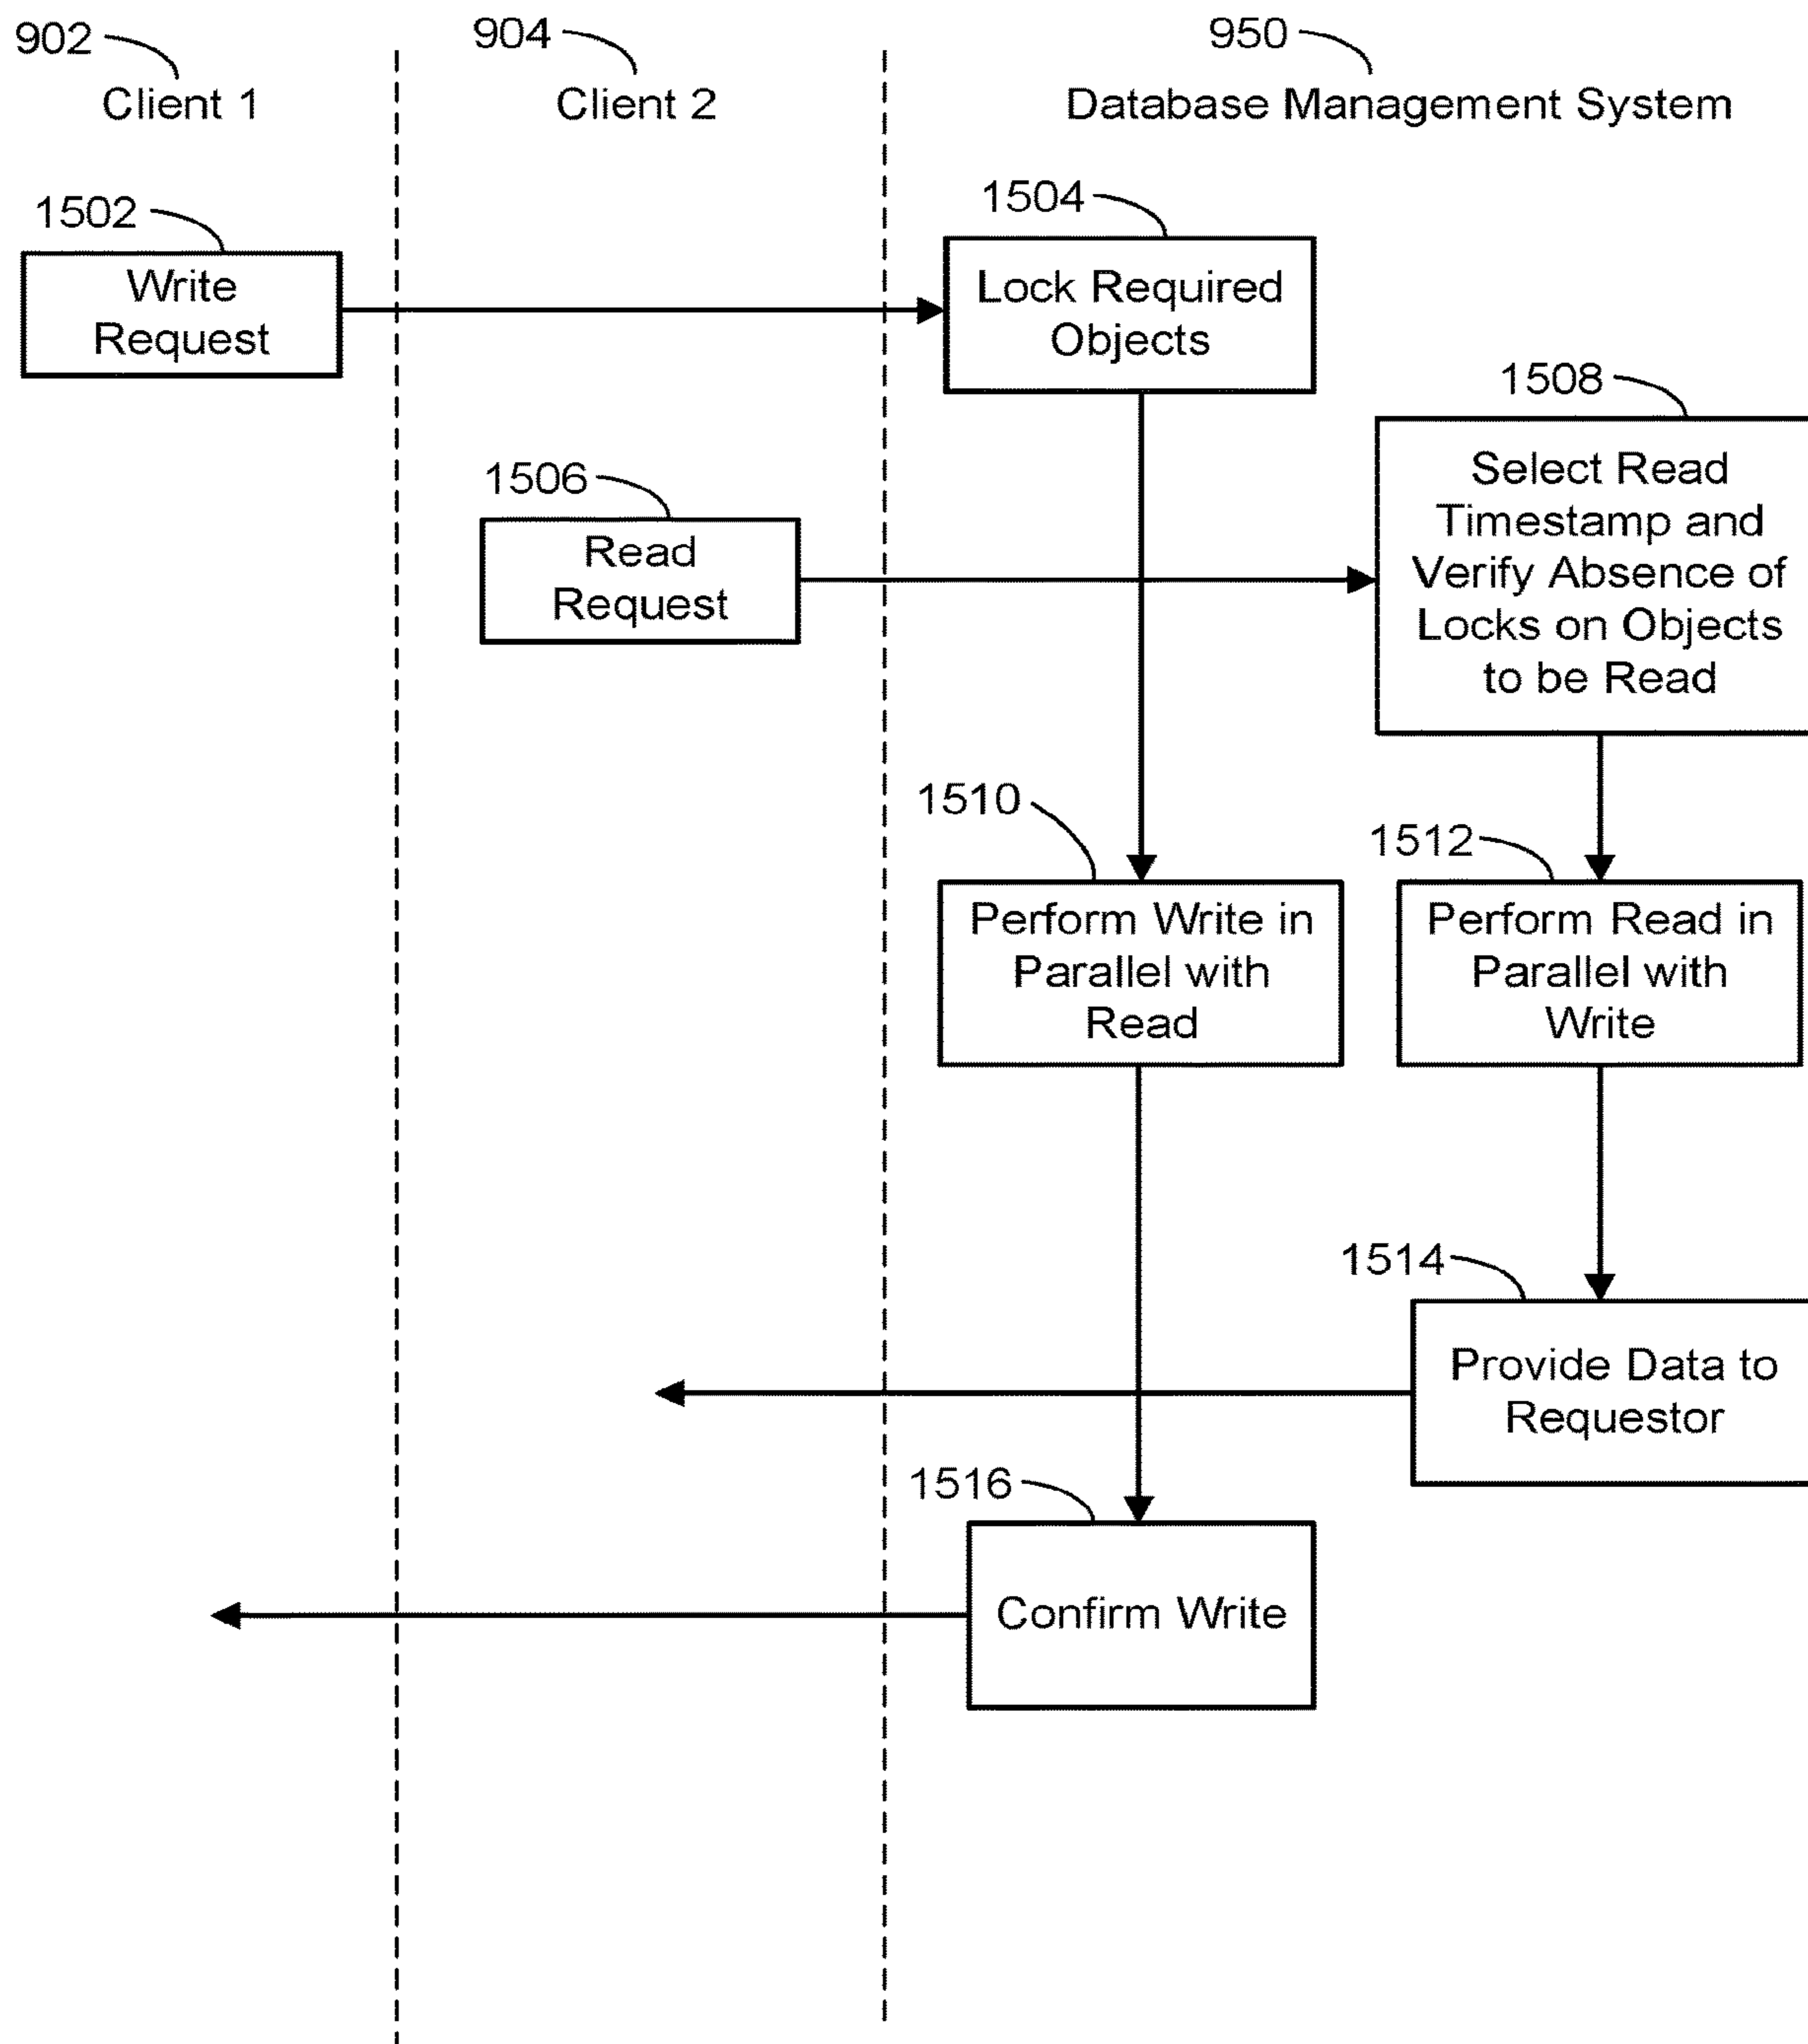 902
904
950
Client 1
Client 2
Database Management System
1502
Write
Request
1504
Lock Required
Objects
1506
Read
Request
1508
Select Read
Timestamp and
Verify Absence of
Locks on Objects
to be Read
1510
Perform Write in
Parallel with
Read
1512
Perform Read in
Parallel with
Write
1514
Provide Data to
Requestor
1516
Confirm Write